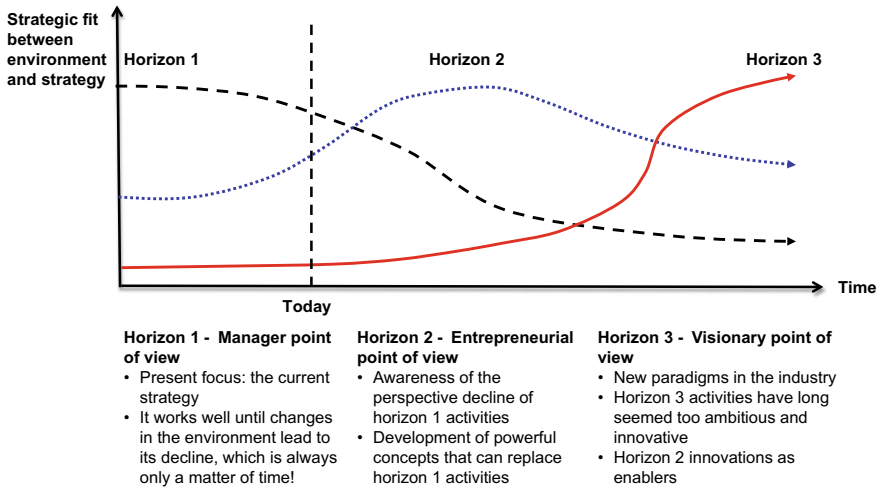 Strategic fit
between
environment
and strategy
Horizon 1
Horizon 2
Horizon 3
Time
Today
Horizon 1 - Manager point
of view
• Present focus: the current
strategy
• It works well until changes
in the environment lead to
its decline, which is always
only a matter of time!
Horizon 2 - Entrepreneurial
point of view
• Awareness of the
perspective decline of
horizon 1 activities
• Development of powerful
concepts that can replace
horizon 1 activities
Horizon 3 - Visionary point of
view
• New paradigms in the industry
• Horizon 3 activities have long
seemed too ambitious and
innovative
• Horizon 2 innovations as
enablers